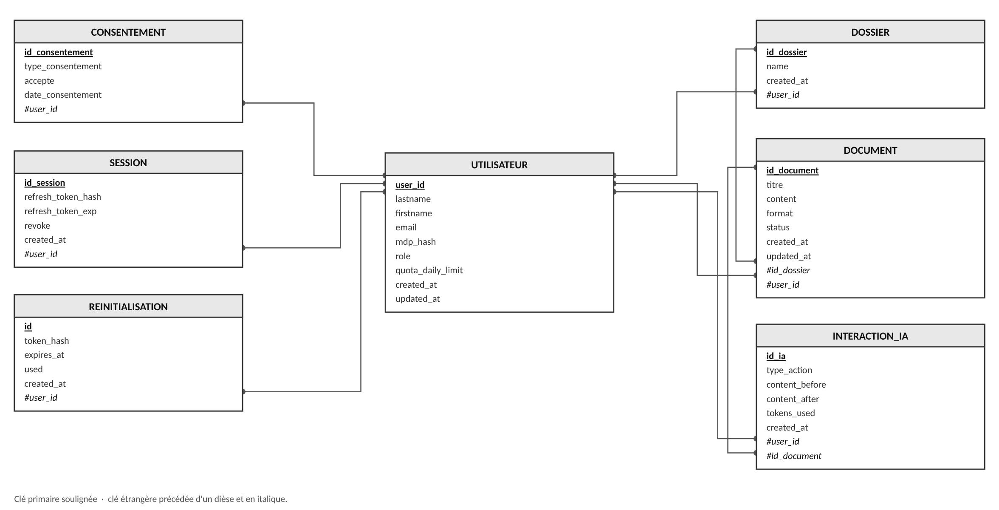 CONSENTEMENT
id_consentement
type_consentement
accepte
date_consentement
#user_id
SESSION
id_session
refresh_token_hash
refresh_token_exp
revoke
created_at
#user_id
REINITIALISATION
id
token_hash
expires_at
used
created_at
#user_id
UTILISATEUR
user_id
lastname
firstname
email
mdp_hash
role
quota_daily_limit
created_at
updated_at
DOSSIER
id_dossier
name
created_at
#user_id
DOCUMENT
id_document
titre
content
format
status
created_at
updated_at
#id_dossier
#user_id
INTERACTION_IA
id_ia
type_action
content_before
content_after
tokens_used
created_at
#user_id
#id_document
Clé primaire soulignée · clé étrangère précédée d'un dièse et en italique.